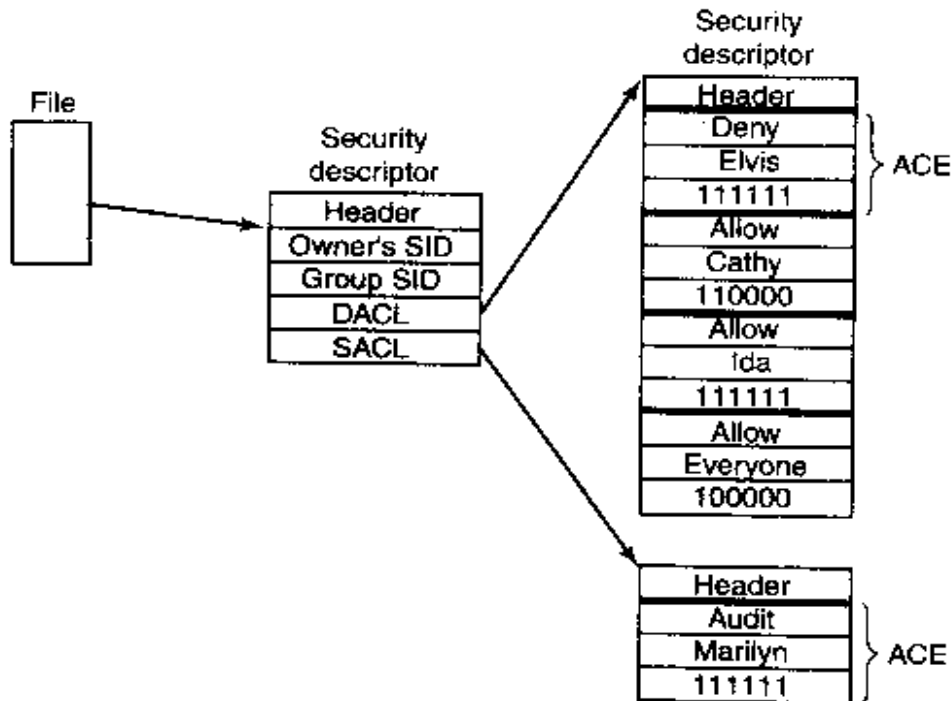 File
Security
descriptor
Header
Owner's SID
Group SID
DACL
SACL
Security
descriptor
Header
Deny
Elvis
111111
ACE
Allow
Cathy
110000
Allow
Ida
111111
Allow
Everyone
100000
Header
Audit
Marilyn
111111
ACE